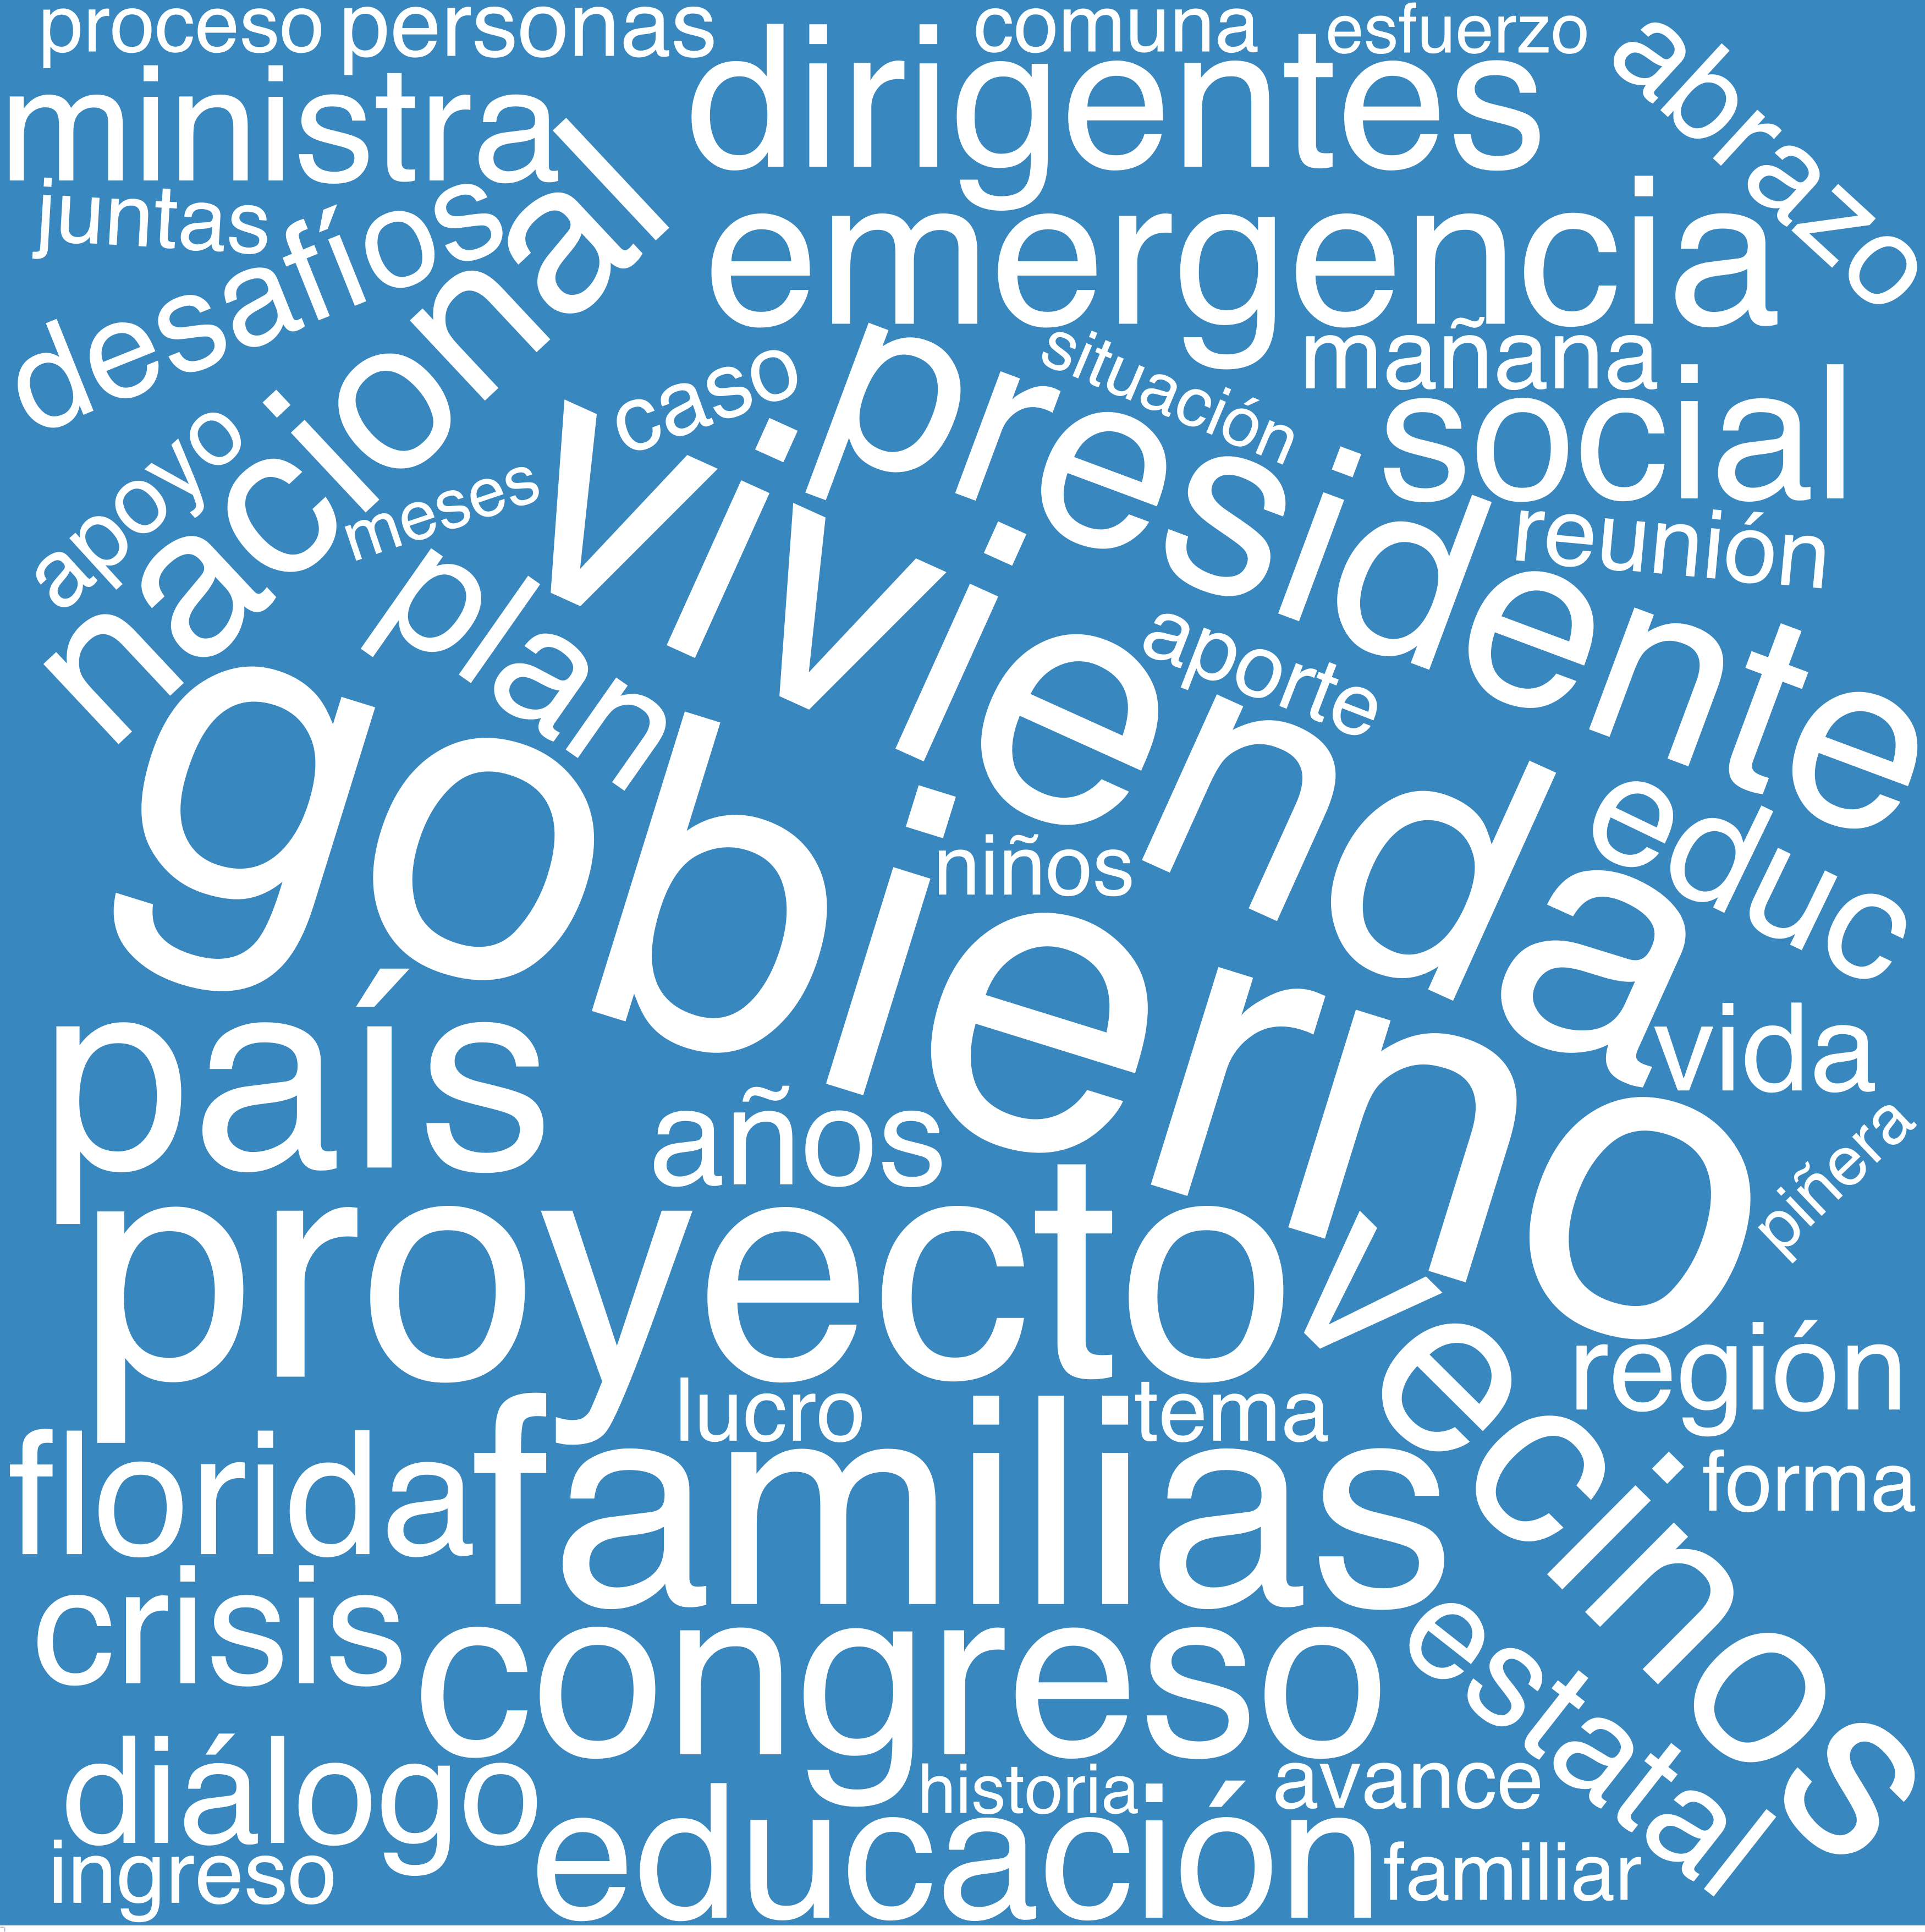 proceso
personas
comuna
esfuerzo
abrazo
ministra
dirigentes
juntas
desafíos
nacional
emergencia
mañana
situación
caso
v.presidente
social
apoyo
meses
reunión
blam
vivienda
aporte
gobierno
niños
educ
país
vida
años
piñera
proyecto
vecinos
región
lucro
tema
florida
familias
forma
crisis
congreso
estatal
diálogo
historia
avance
ingreso
educación
familiar